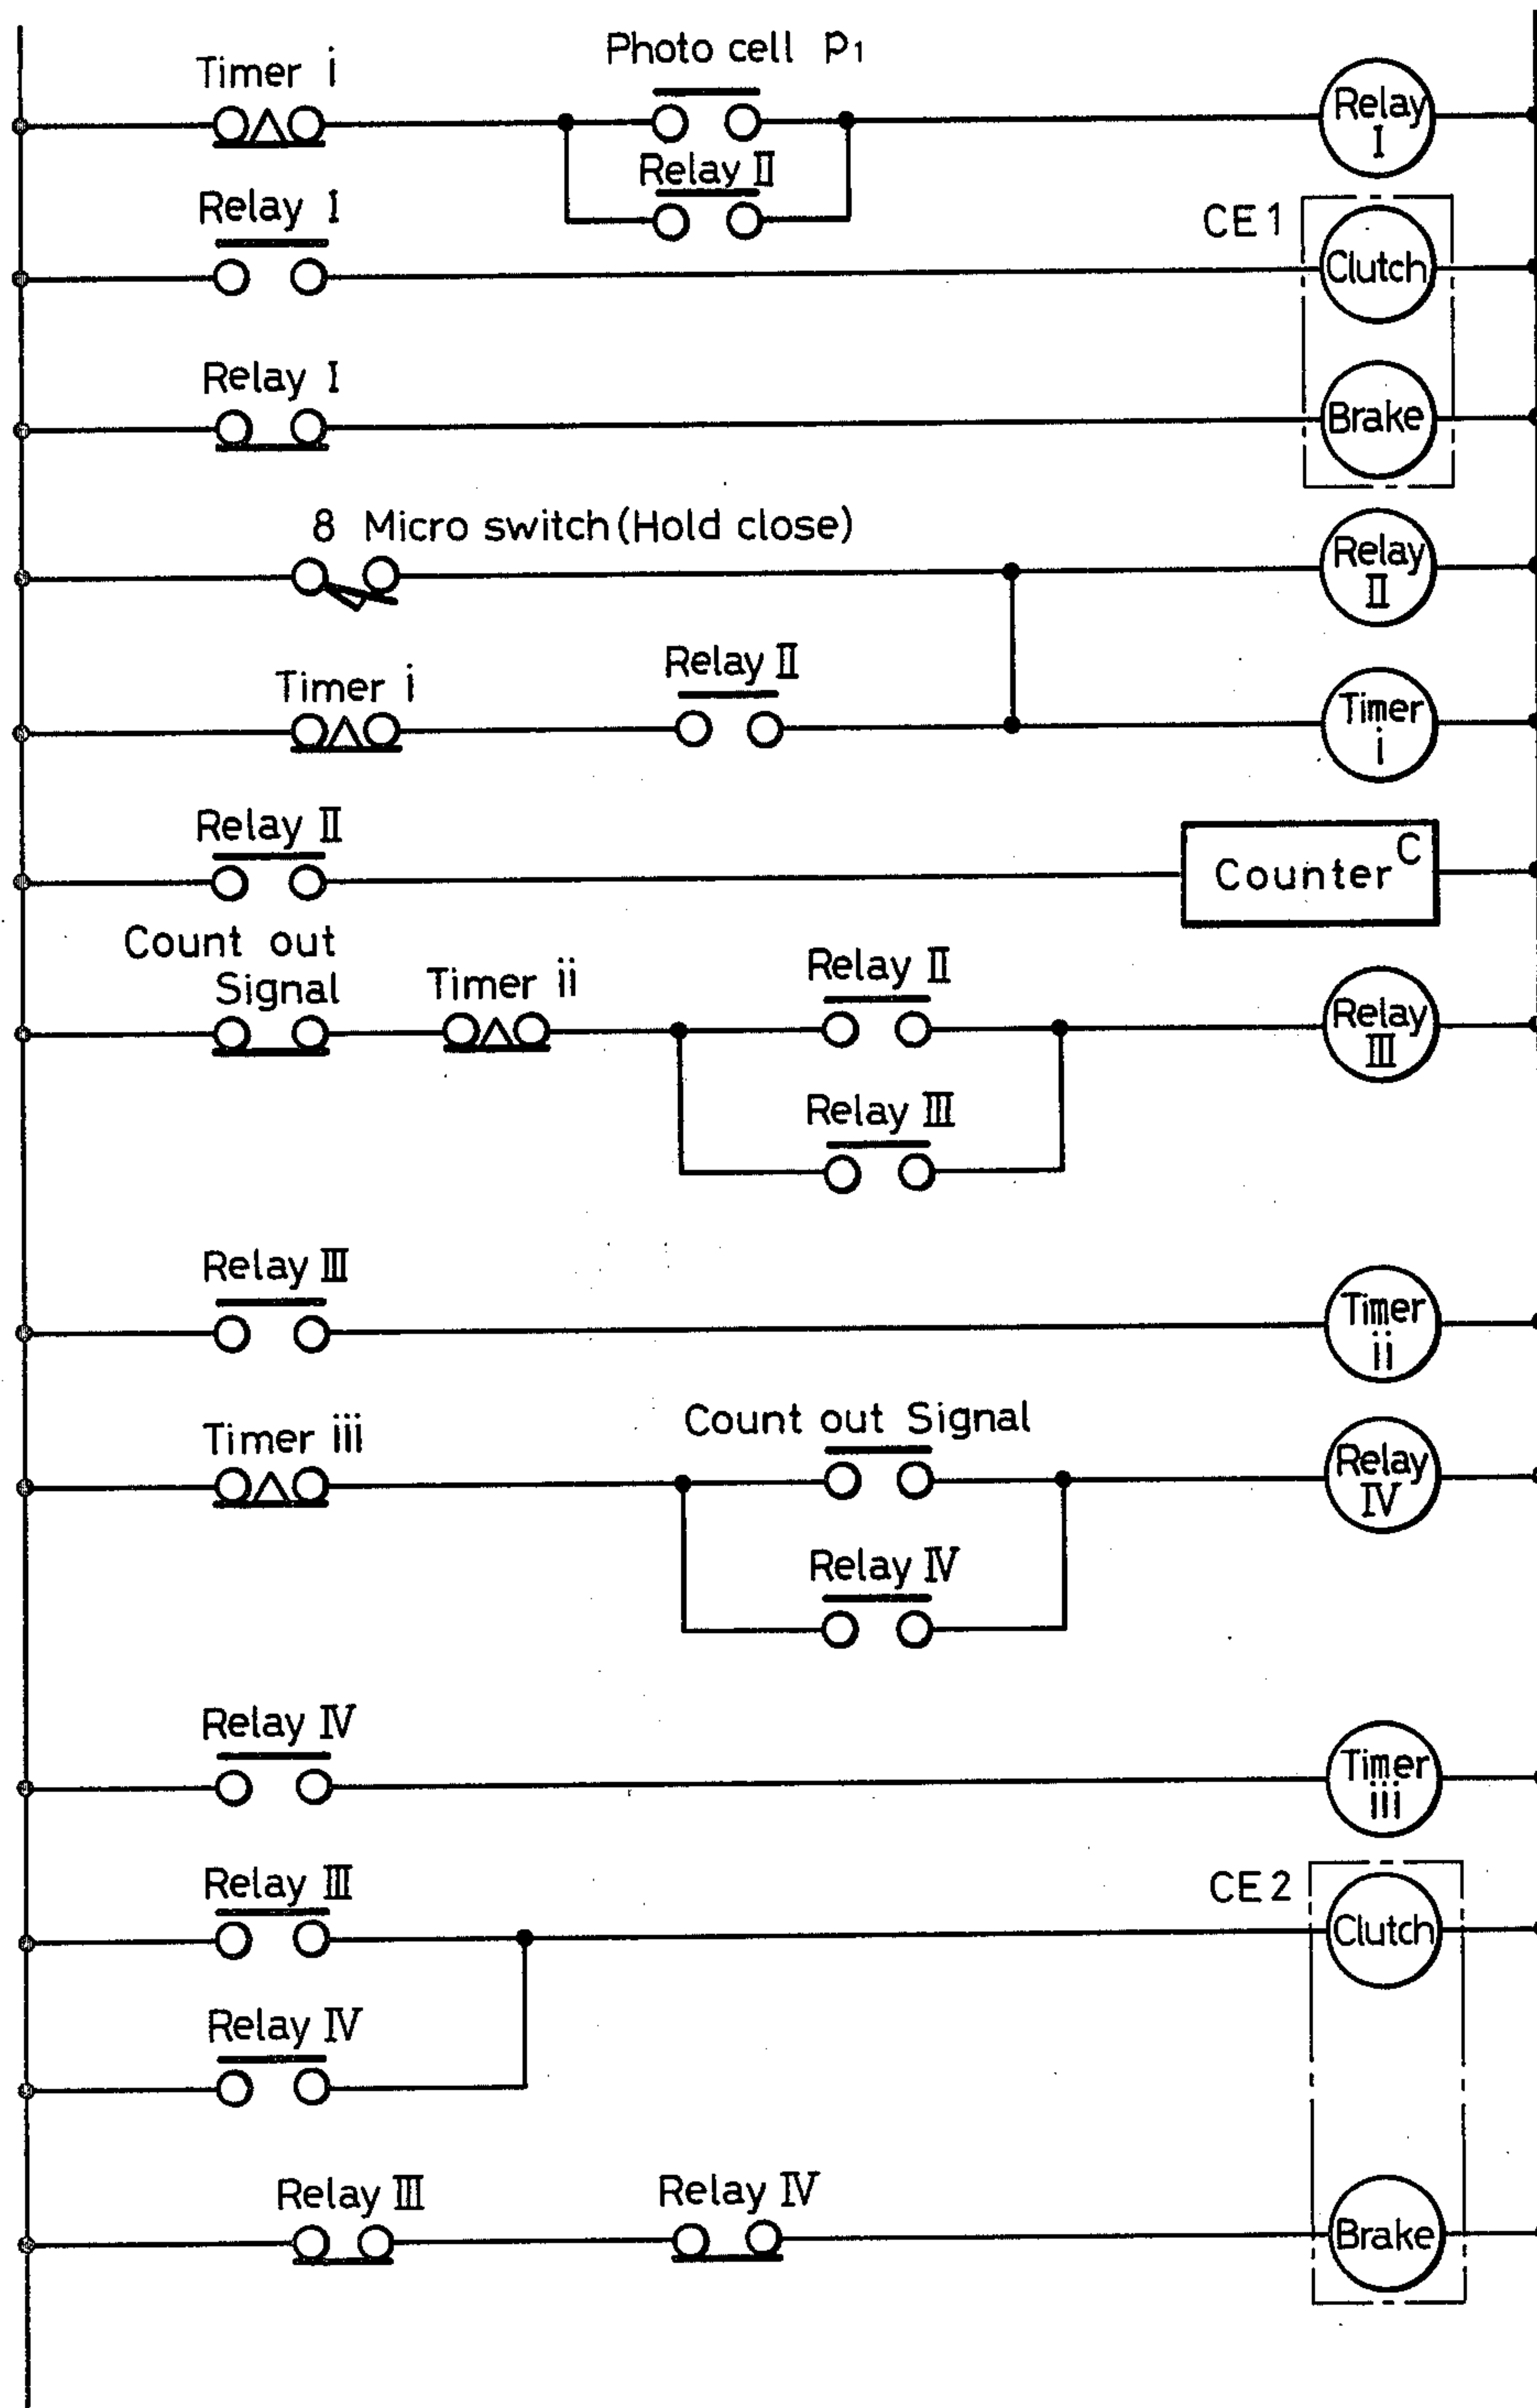 Timer i
Photo cell P1
Relay I
Relay II
Relay I
CE 1
Clutch
Relay I
Brake
8 Micro switch (Hold close)
Relay II
Timer i
Relay II
Timer i
Relay II
Counter C
Count out Signal
Timer ii
Relay II
Relay III
Relay III
Relay III
Timer ii
Timer iii
Count out Signal
Relay IV
Relay IV
Relay IV
Timer iii
Relay III
CE 2
Clutch
Relay IV
Relay III
Relay IV
Brake